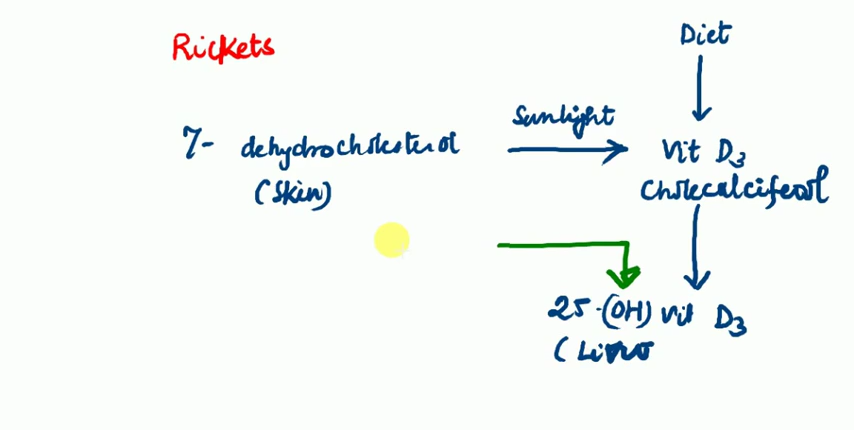 Rickets
Diet
Sunlight
7- dehydrocholesterol
(Skin)
Vit D3
Cholecalciferol
25-(OH) Vit D3
(Liver